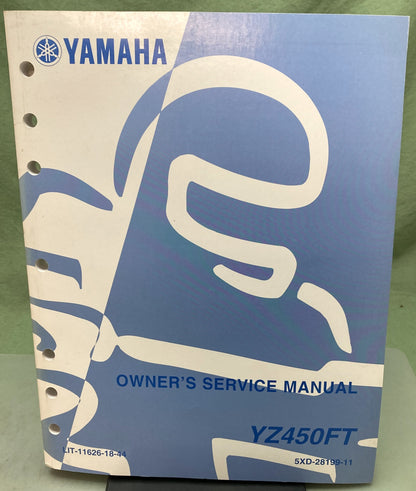 YAMAHA
OWNER'S SERVICE MANUAL
YZ450FT
LIT-11626-18-44
5XD-28199-11